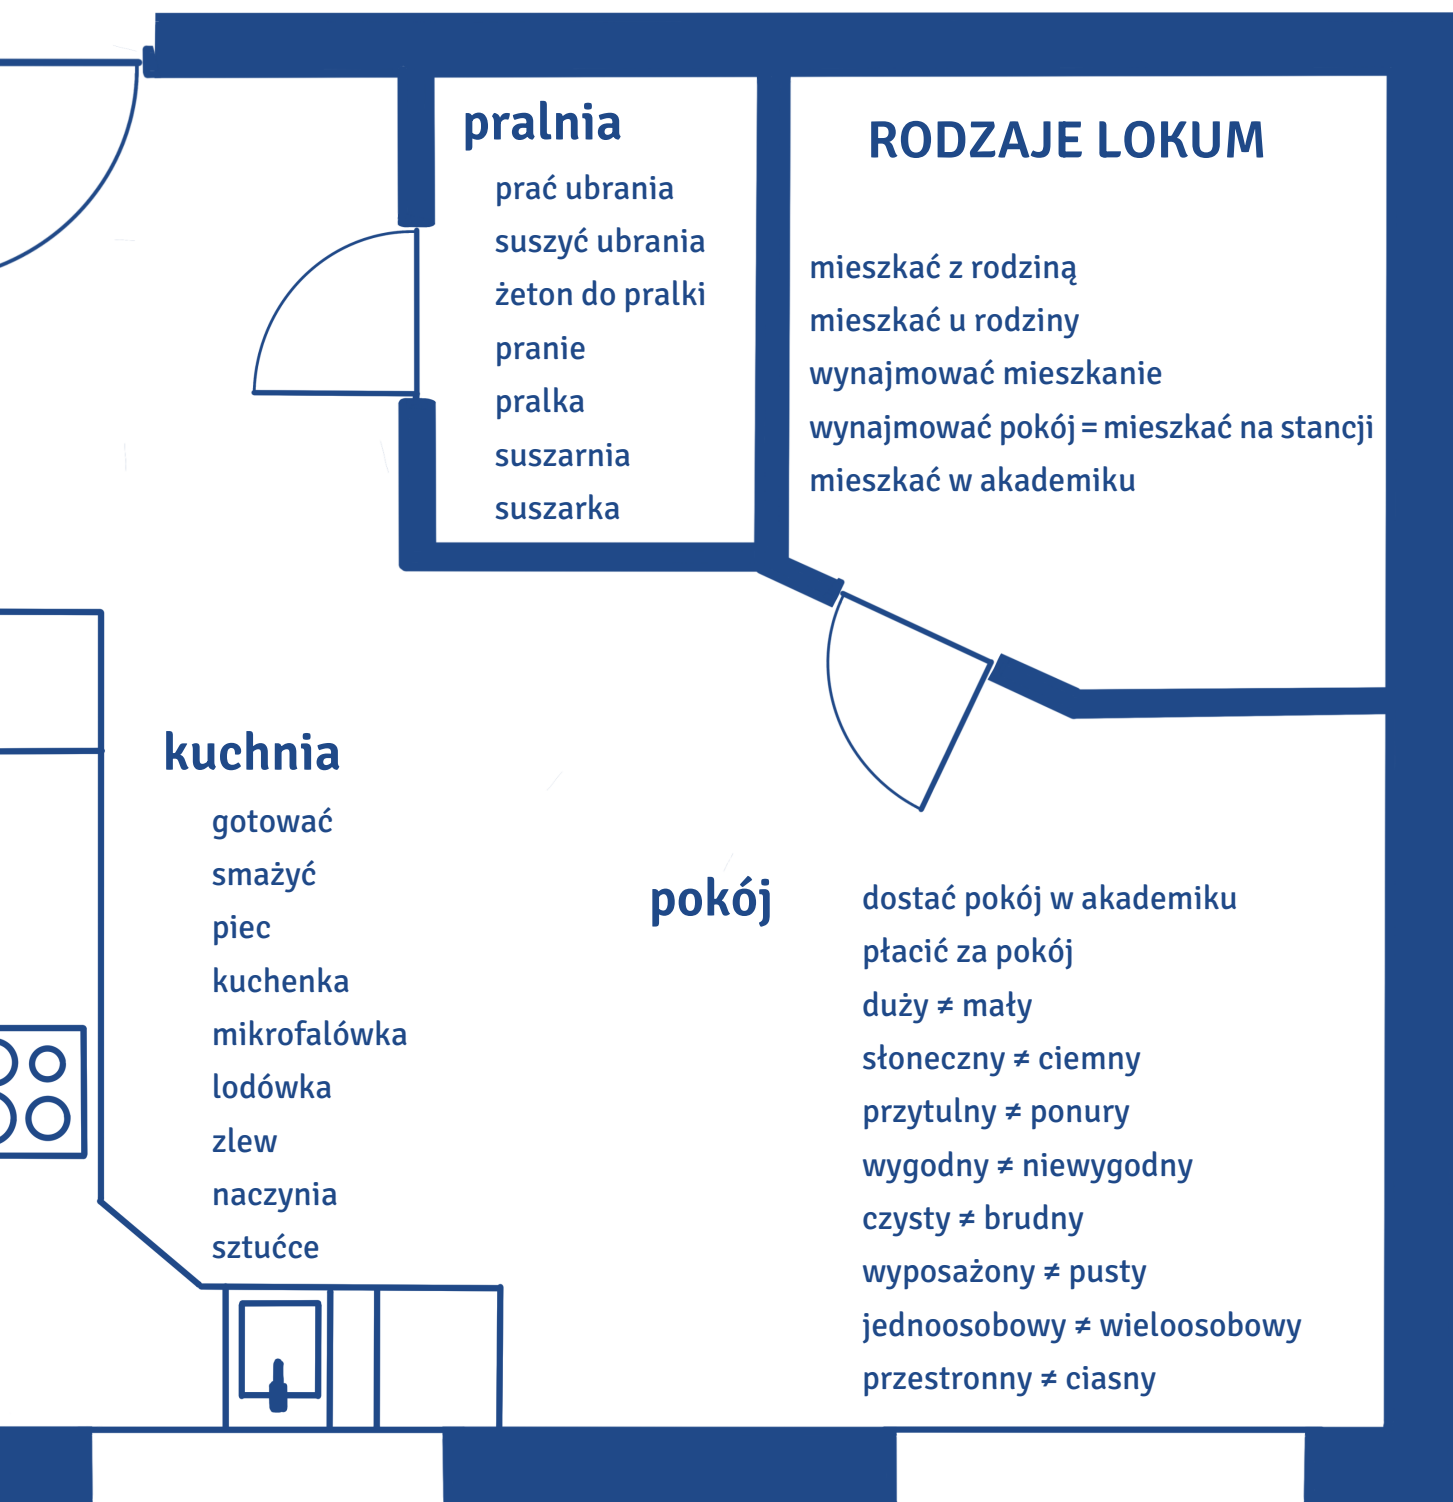 pralnia
prać ubrania
suszyć ubrania
żeton do pralki
pranie
pralka
suszarnia
suszarka
RODZAJE LOKUM
mieszkać z rodziną
mieszkać u rodziny
wynajmować mieszkanie
wynajmować pokój = mieszkać na stancji
mieszkać w akademiku
kuchnia
gotować
smażyć
piec
kuchenka
mikrofalówka
lodówka
zlew
naczynia
sztućce
pokój
dostać pokój w akademiku
płacić za pokój
duży ≠ mały
słoneczny ≠ ciemny
przytulny ≠ ponury
wygodny ≠ niewygodny
czysty ≠ brudny
wyposażony ≠ pusty
jednoosobowy ≠ wieloosobowy
przestronny ≠ ciasny